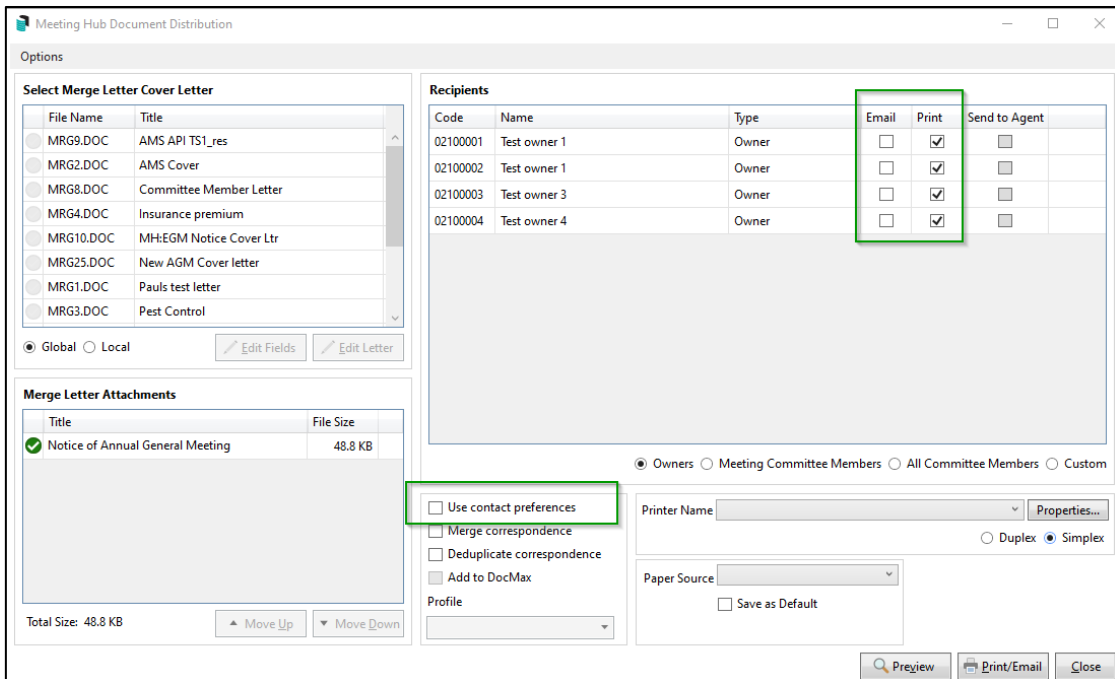 Meeting Hub Document Distribution
Options
Select Merge Letter Cover Letter
File Name Title
MRG9.DOC AMS API TS1_res
MRG2.DOC AMS Cover
MRG8.DOC Committee Member Letter
MRG4.DOC Insurance premium
MRG10.DOC MH:EGM Notice Cover Ltr
MRG25.DOC New AGM Cover letter
MRG1.DOC Pauls test letter
MRG3.DOC Pest Control
Global Local Edit Fields Edit Letter
Merge Letter Attachments
Title File Size
Notice of Annual General Meeting 48.8 KB
Total Size: 48.8 KB Move Up Move Down
Recipients
Code Name Type Email Print Send to Agent
02100001 Test owner 1 Owner
02100002 Test owner 1 Owner
02100003 Test owner 3 Owner
02100004 Test owner 4 Owner
Owners Meeting Committee Members All Committee Members Custom
Use contact preferences
Merge correspondence
Deduplicate correspondence
Add to DocMax
Profile
Printer Name Properties...
Duplex Simplex
Paper Source
Save as Default
Preview Print/Email Close